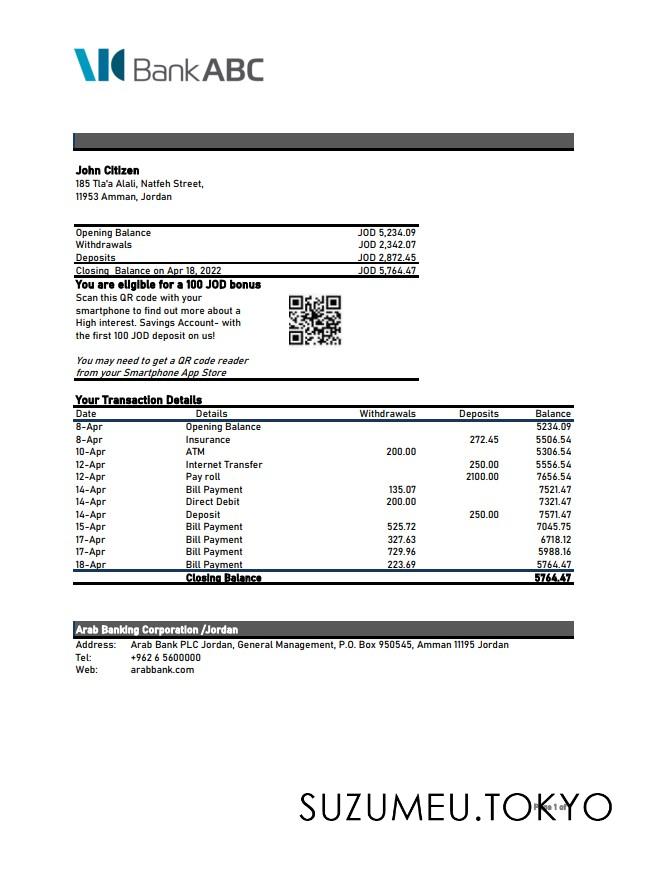 BankABC
John Citizen
185 Tla'a Alali, Natfeh Street,
11953 Amman, Jordan
Opening Balance JOD 5,234.09
Withdrawals JOD 2,342.07
Deposits JOD 2,872.45
Closing Balance on Apr 18, 2022 JOD 5,764.47
You are eligible for a 100 JOD bonus
Scan this QR code with your
smartphone to find out more about a
High interest. Savings Account- with
the first 100 JOD deposit on us!
You may need to get a QR code reader
from your Smartphone App Store
Your Transaction Details
Date Details Withdrawals Deposits Balance
8-Apr Opening Balance 5234.09
8-Apr Insurance 272.45 5506.54
10-Apr ATM 200.00 5306.54
12-Apr Internet Transfer 250.00 5556.54
12-Apr Pay roll 2100.00 7656.54
14-Apr Bill Payment 135.07 7521.47
14-Apr Direct Debit 200.00 7321.47
14-Apr Deposit 250.00 7571.47
15-Apr Bill Payment 525.72 7045.75
17-Apr Bill Payment 327.63 6718.12
17-Apr Bill Payment 729.96 5988.16
18-Apr Bill Payment 223.69 5764.47
Closing Balance 5764.47
Arab Banking Corporation /Jordan
Address: Arab Bank PLC Jordan, General Management, P.O. Box 950545, Amman 11195 Jordan
Tel: +962 6 5600000
Web: arabbank.com
SUZUMEU.TOKYO